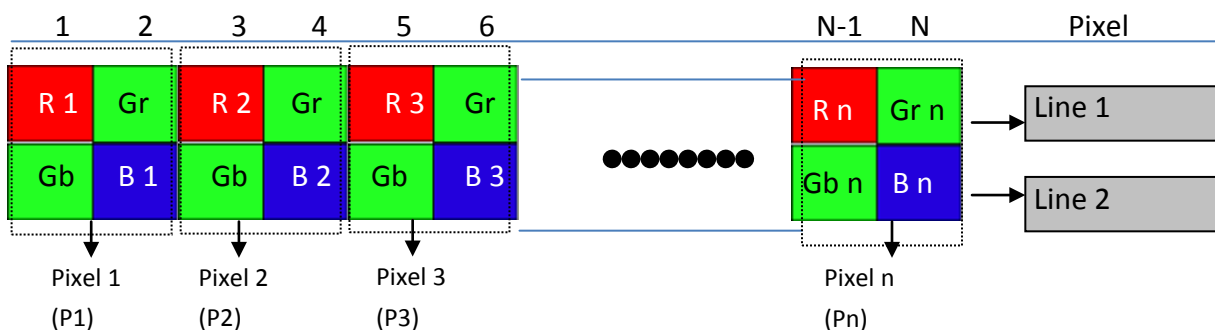 1 2 3 4 5 6 N-1 N Pixel
R 1 Gr R 2 Gr R 3 Gr R n Gr n Line 1
Gb B 1 Gb B 2 Gb B 3 Gb n B n Line 2
Pixel 1 Pixel 2 Pixel 3 Pixel n
(P1) (P2) (P3) (Pn)